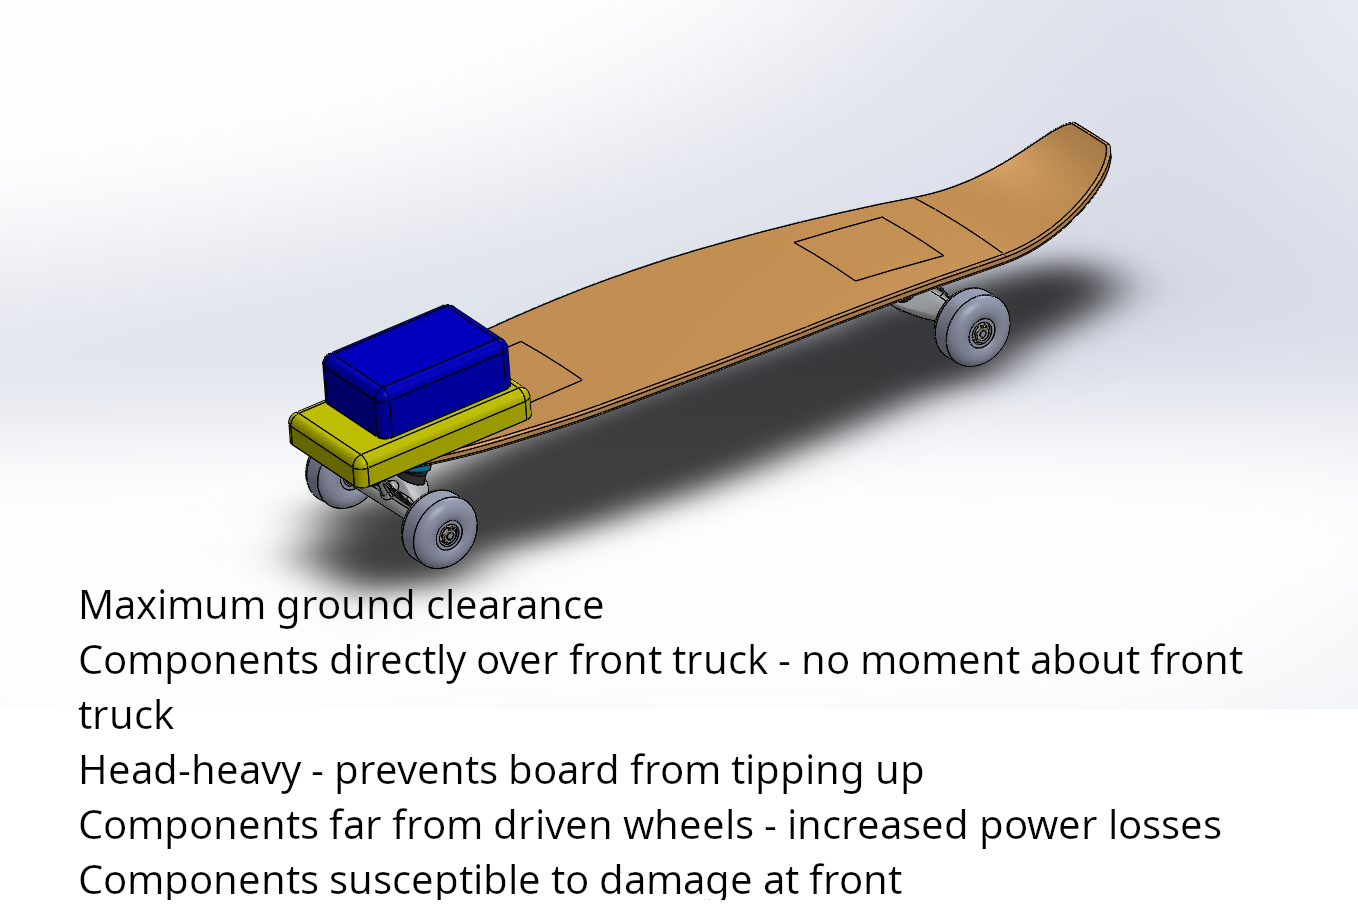 Maximum ground clearance
Components directly over front truck - no moment about front
truck
Head-heavy - prevents board from tipping up
Components far from driven wheels - increased power losses
Components susceptible to damage at front